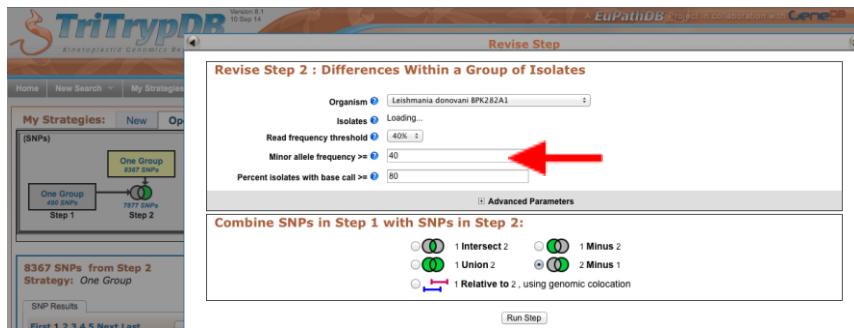 TriTrypDB
Version 8.1
10 Sep 14
A EuPathDB Project in collaboration with GeneDB
Kinetoplastid Genomics Re
Home New Search My Strategies
Revise Step
My Strategies: New Op
(SNPs)
One Group
8367 SNPs
One Group
490 SNPs
7877 SNPs
Step 1 Step 2
Revise Step 2 : Differences Within a Group of Isolates
Organism Leishmania donovani BPK282A1
Isolates Loading...
Read frequency threshold 40%
Minor allele frequency >= 40
Percent isolates with base call >= 80
Advanced Parameters
Combine SNPs in Step 1 with SNPs in Step 2:
1 Intersect 2 1 Minus 2
1 Union 2 2 Minus 1
1 Relative to 2 , using genomic colocation
Run Step
8367 SNPs from Step 2
Strategy: One Group
SNP Results
First 1 2 3 4 5 Next Last